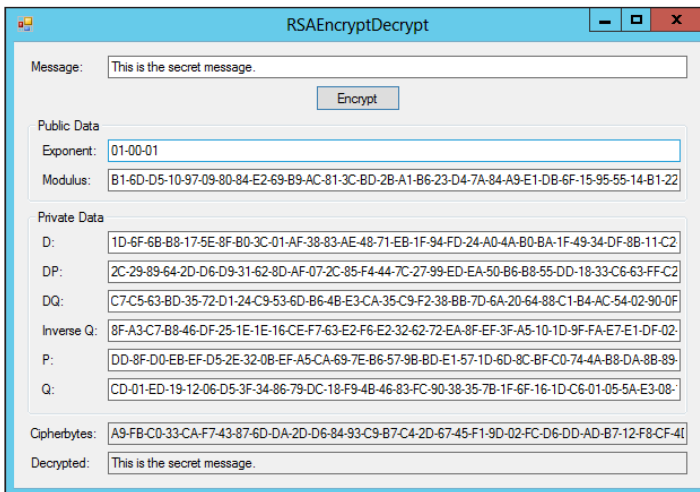 RSAEncryptDecrypt
Message: This is the secret message.
Encrypt
Public Data
Exponent: 01-00-01
Modulus: B1-6D-D5-10-97-09-80-84-E2-69-B9-AC-81-3C-BD-2B-A1-B6-23-D4-7A-84-A9-E1-DB-6F-15-95-55-14-B1-22
Private Data
D: 1D-6F-6B-B8-17-5E-8F-B0-3C-01-AF-38-83-AE-48-71-EB-1F-94-FD-24-A0-4A-B0-BA-1F-49-34-DF-8B-11-C2
DP: 2C-29-89-64-2D-D6-D9-31-62-8D-AF-07-2C-85-F4-44-7C-27-99-ED-EA-50-B6-B8-55-DD-18-33-C6-63-FF-C2
DQ: C7-C5-63-BD-35-72-D1-24-C9-53-6D-B6-4B-E3-CA-35-C9-F2-38-BB-7D-6A-20-64-88-C1-B4-AC-54-02-90-0F
Inverse Q: 8F-A3-C7-B8-46-DF-25-1E-1E-16-CE-F7-63-E2-F6-E2-32-62-72-EA-8F-EF-3F-A5-10-1D-9F-FA-E7-E1-DF-02-
P: DD-8F-D0-EB-EF-D5-2E-32-0B-EF-A5-CA-69-7E-B6-57-9B-BD-E1-57-1D-6D-8C-BF-C0-74-4A-B8-DA-8B-89-
Q: CD-01-ED-19-12-06-D5-3F-34-86-79-DC-18-F9-4B-46-83-FC-90-38-35-7B-1F-6F-16-1D-C6-01-05-5A-E3-08-
Cipherbytes: A9-FB-C0-33-CA-F7-43-87-6D-DA-2D-D6-84-93-C9-B7-C4-2D-67-45-F1-9D-02-FC-D6-DD-AD-B7-12-F8-CF-4
Decrypted: This is the secret message.